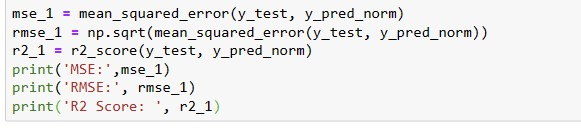 mse_1 = mean_squared_error(y_test, y_pred_norm)
rmse_1 = np.sqrt(mean_squared_error(y_test, y_pred_norm))
r2_1 = r2_score(y_test, y_pred_norm)
print('MSE:',mse_1)
print('RMSE:', rmse_1)
print('R2 Score: ', r2_1)